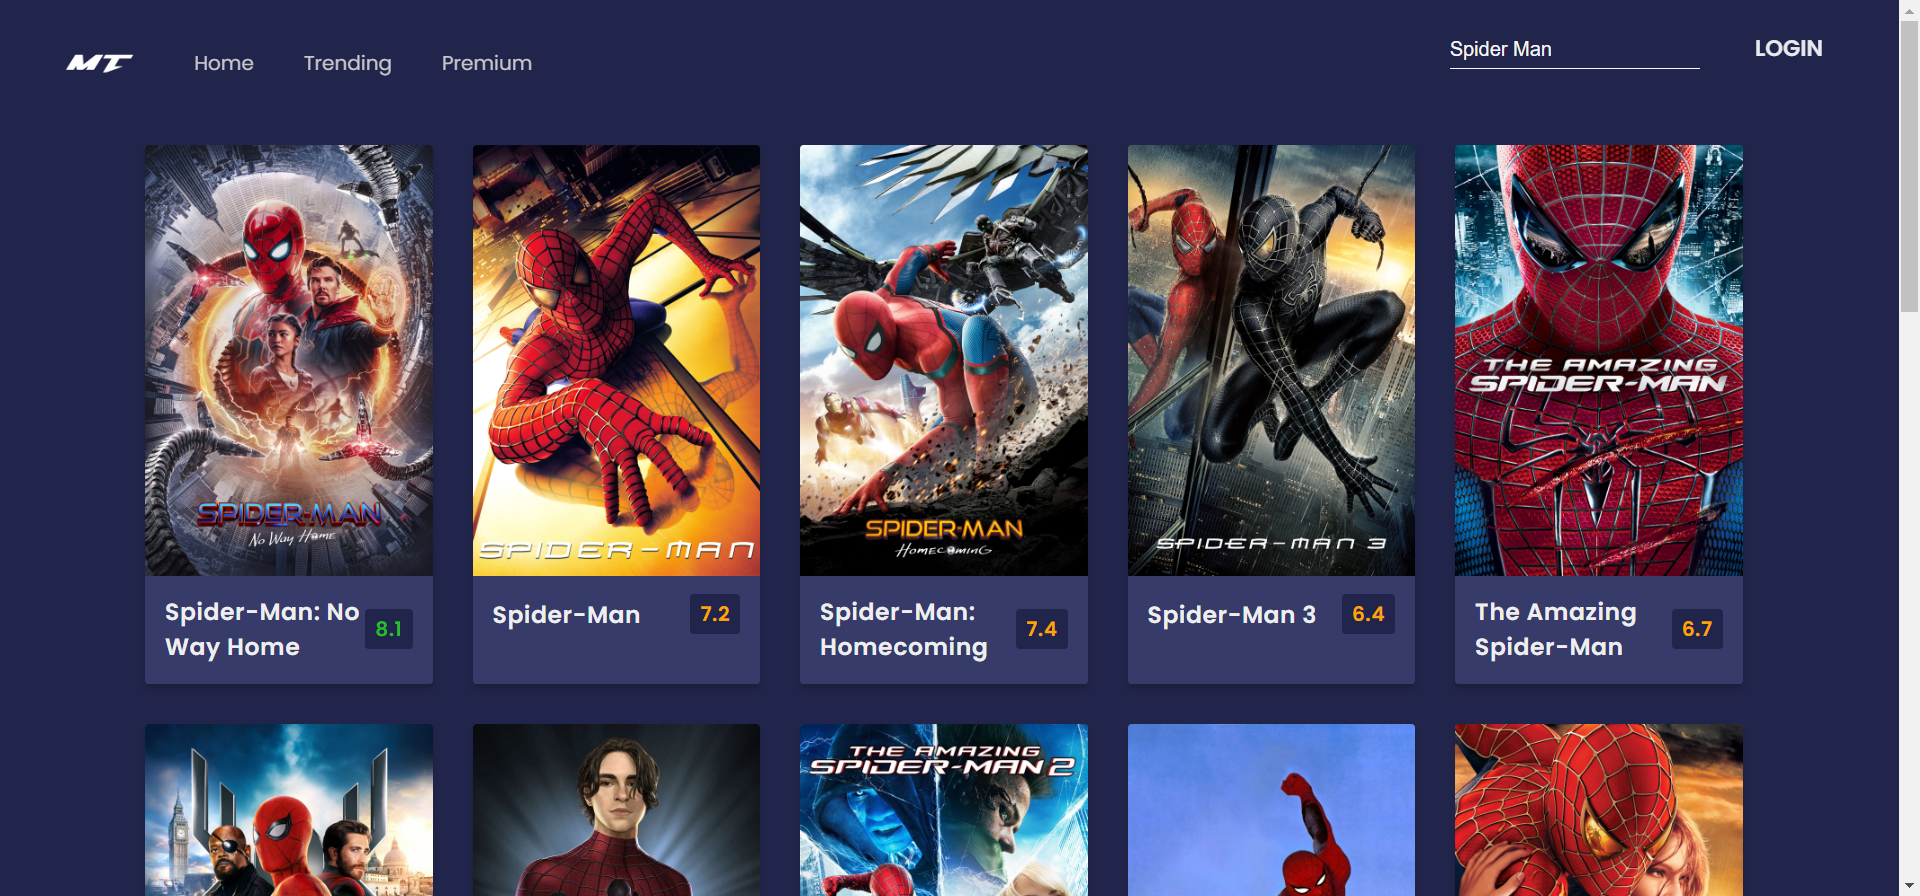 MT
Home
Trending
Premium
Spider Man
LOGIN
SPIDER-MAN
No Way Home
SPIDER-MAN
SPIDER-MAN
HOMECOMING
SPIDER-MAN 3
THE AMAZING
SPIDER-MAN
Spider-Man: No
Way Home
8.1
Spider-Man
7.2
Spider-Man:
Homecoming
7.4
Spider-Man 3
6.4
The Amazing
Spider-Man
6.7
THE AMAZING
SPIDER-MAN 2